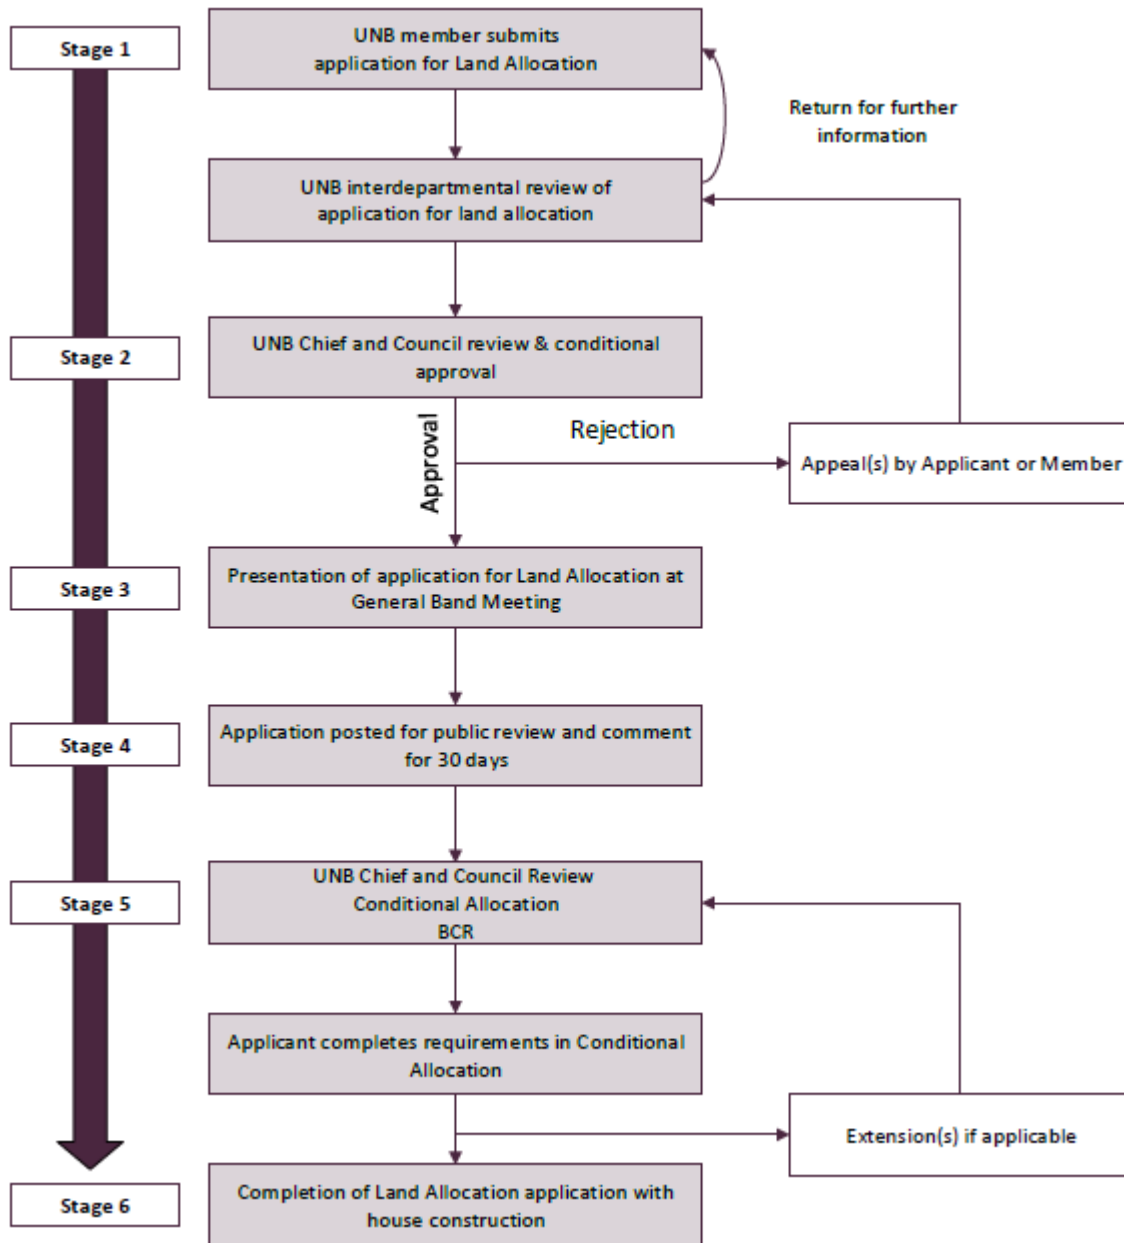 Stage 1
UNB member submits
application for Land Allocation
Return for further
information
UNB interdepartmental review of
application for land allocation
Stage 2
UNB Chief and Council review & conditional
approval
Approval
Rejection
Appeal(s) by Applicant or Member
Stage 3
Presentation of application for Land Allocation at
General Band Meeting
Stage 4
Application posted for public review and comment
for 30 days
Stage 5
UNB Chief and Council Review
Conditional Allocation
BCR
Applicant completes requirements in Conditional
Allocation
Extension(s) if applicable
Stage 6
Completion of Land Allocation application with
house construction